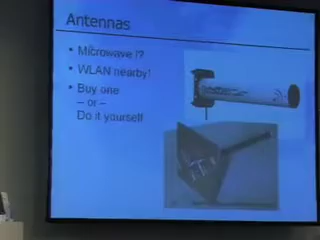 Antennas
• Microwave !?
• WLAN nearby!
• Buy one
– or –
Do it yourself